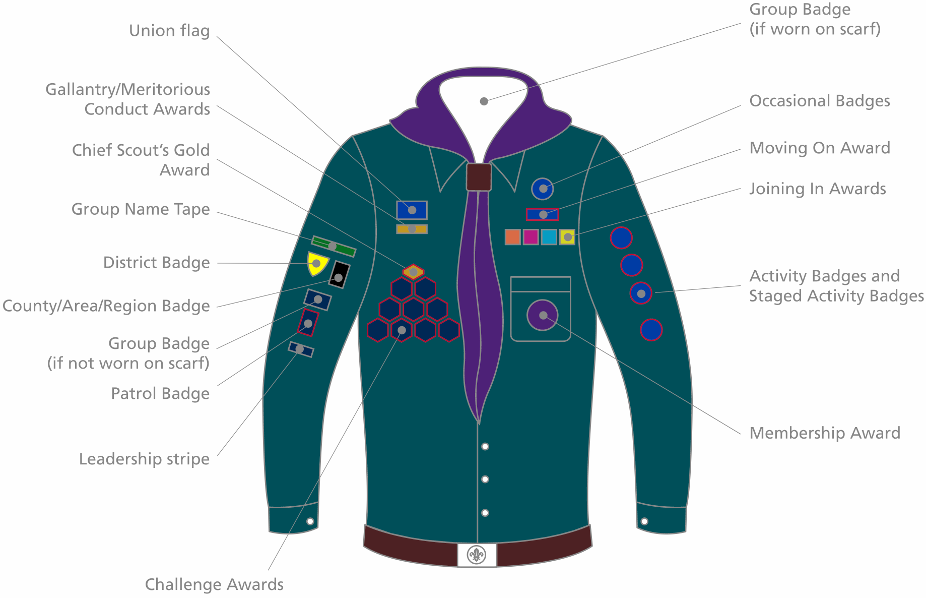 Union flag
Gallantry/Meritorious
Conduct Awards
Chief Scout's Gold
Award
Group Name Tape
District Badge
County/Area/Region Badge
Group Badge
(if not worn on scarf)
Patrol Badge
Leadership stripe
Challenge Awards
Group Badge
(if worn on scarf)
Occasional Badges
Moving On Award
Joining In Awards
Activity Badges and
Staged Activity Badges
Membership Award